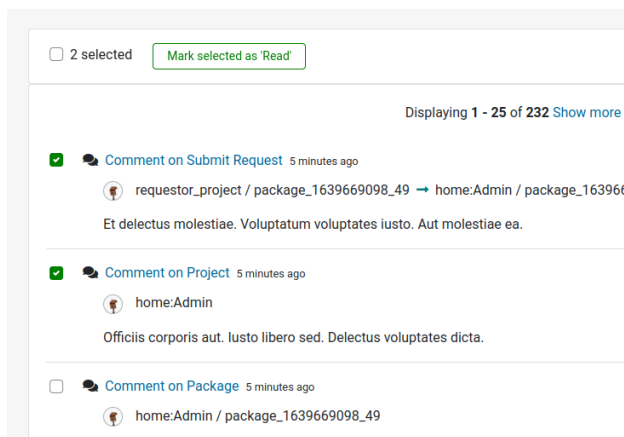 2 selected Mark selected as 'Read'
Displaying 1 - 25 of 232 Show more
Comment on Submit Request 5 minutes ago
requestor_project / package_1639669098_49 → home:Admin / package_16396
Et delectus molestiae. Voluptatum voluptates iusto. Aut molestiae ea.
Comment on Project 5 minutes ago
home:Admin
Officiis corporis aut. Iusto libero sed. Delectus voluptates dicta.
Comment on Package 5 minutes ago
home:Admin / package_1639669098_49